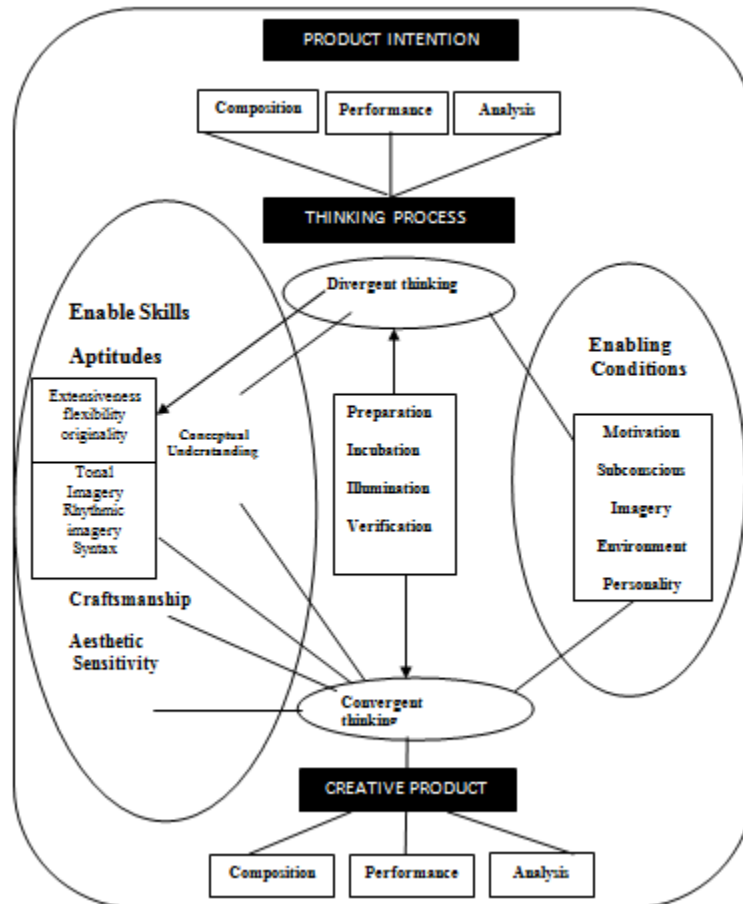 PRODUCT INTENTION
Composition
Performance
Analysis
THINKING PROCESS
Divergent thinking
Enable Skills
Aptitudes
Extensiveness
flexibility
originality
Tonal
Imagery
Rhythmic
imagery
Syntax
Conceptual
Understanding
Craftsmanship
Aesthetic
Sensitivity
Preparation
Incubation
Illumination
Verification
Enabling
Conditions
Motivation
Subconscious
Imagery
Environment
Personality
Convergent
thinking
CREATIVE PRODUCT
Composition
Performance
Analysis